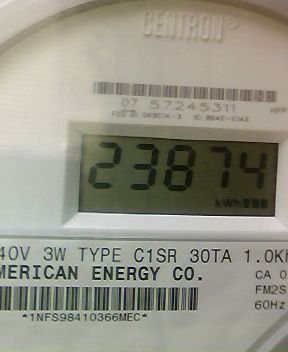 CENTRON®
07 57245311
23874
kWh
40V 3W TYPE C1SR 30TA 1.0Kh
MERICAN ENERGY CO.
CA 0
FM2S
60Hz
*1NFS98410366MEC*